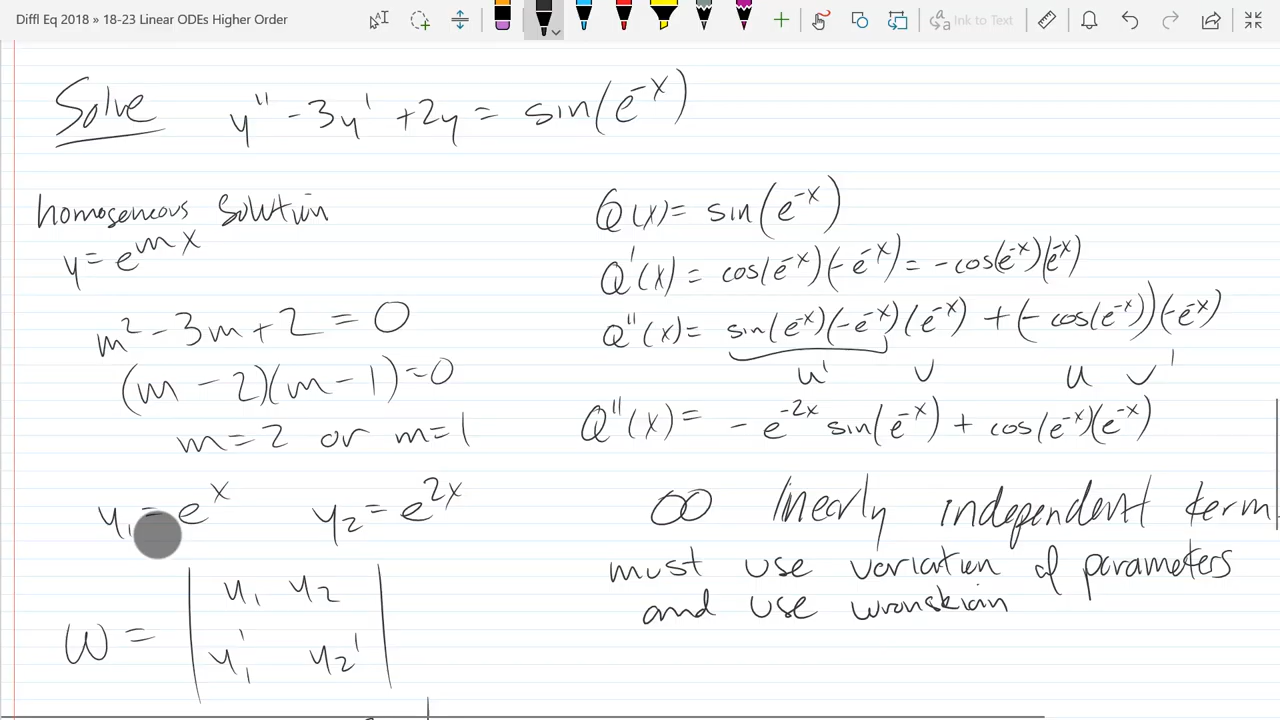 Diffl Eq 2018 » 18-23 Linear ODEs Higher Order
Ink to Text
Solve y'' - 3y' + 2y = sin(e^-x)
homogeneous solution
y = e^mx
m² - 3m + 2 = 0
(m - 2)(m - 1) = 0
m = 2 or m = 1
y₁ = e^x y₂ = e^2x
W = | y₁ y₂ |
| y₁' y₂' |
Q(x) = sin(e^-x)
Q'(x) = cos(e^-x)(-e^-x) = -cos(e^-x)(e^-x)
Q''(x) = sin(e^-x)(-e^-x)(e^-x) + (-cos(e^-x))(-e^-x)
u' v u v'
Q''(x) = -e^-2x sin(e^-x) + cos(e^-x)(e^-x)
∞ linearly independent term
must use variation of parameters
and use wronskian